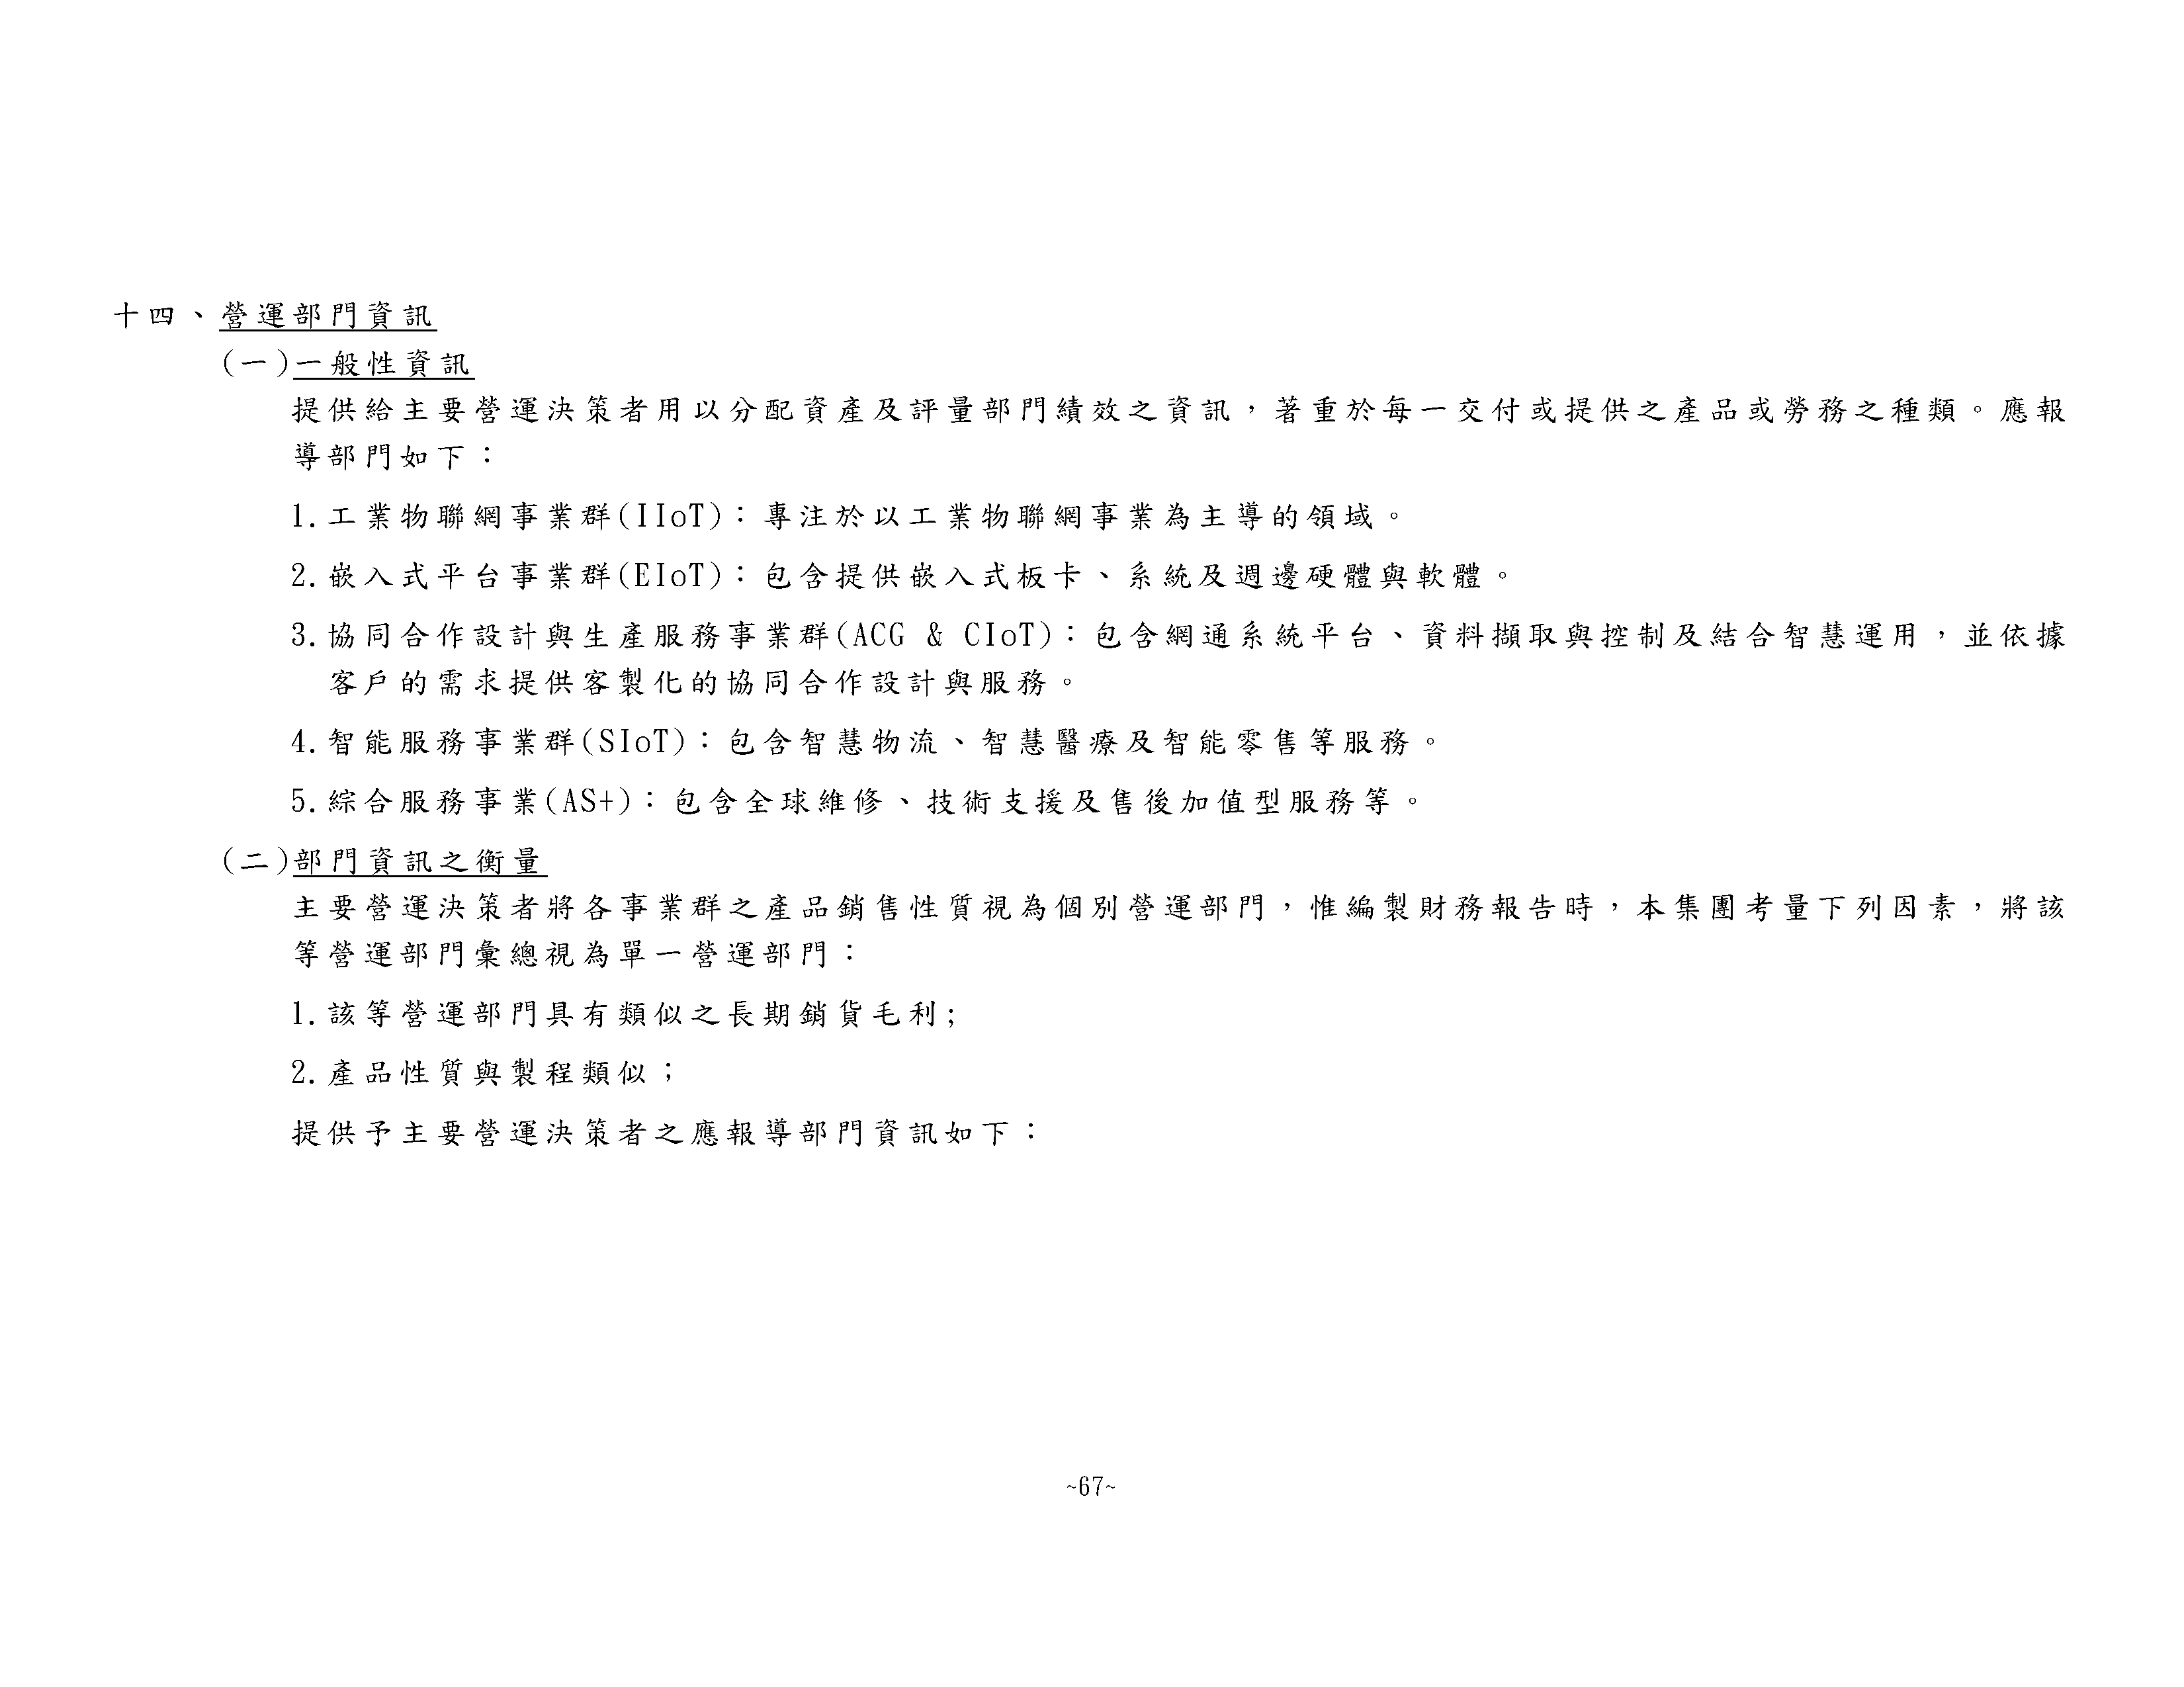 十四、營運部門資訊
(一)一般性資訊
提供給主要營運決策者用以分配資產及評量部門績效之資訊，著重於每一交付或提供之產品或勞務之種類。應報
導部門如下：
1.工業物聯網事業群(IIoT)：專注於以工業物聯網事業為主導的領域。
2.嵌入式平台事業群(EIoT)：包含提供嵌入式板卡、系統及週邊硬體與軟體。
3.協同合作設計與生產服務事業群(ACG & CIoT)：包含網通系統平台、資料擷取與控制及結合智慧運用，並依據
客戶的需求提供客製化的協同合作設計與服務。
4.智能服務事業群(SIoT)：包含智慧物流、智慧醫療及智能零售等服務。
5.綜合服務事業(AS+)：包含全球維修、技術支援及售後加值型服務等。
(二)部門資訊之衡量
主要營運決策者將各事業群之產品銷售性質視為個別營運部門，惟編製財務報告時，本集團考量下列因素，將該
等營運部門彙總視為單一營運部門：
1.該等營運部門具有類似之長期銷貨毛利;
2.產品性質與製程類似；
提供予主要營運決策者之應報導部門資訊如下：
~67~